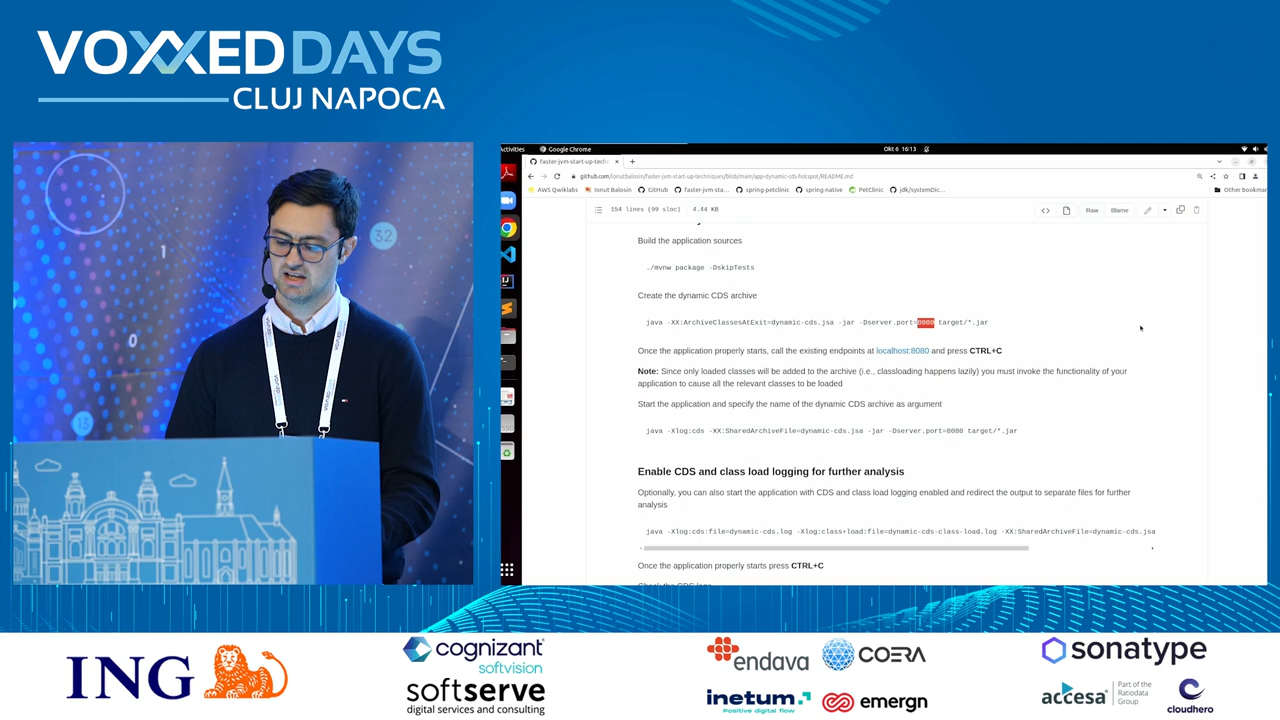 VOXXED DAYS
CLUJ NAPOCA
32
1
0
13
Activities
Google Chrome
Okt 6 16:13
faster-jvm-start-up-tech
github.com/ionutbalosin/faster-jvm-start-up-techniques/blob/main/app-dynamic-cds-hotspot/README.md
AWS Qwiklabs
Ionut Balosin
GitHub
faster-jvm-sta...
spring-petclinic
spring-native
PetClinic
jdk/systemDic...
Other bookmar
154 lines (99 sloc)
4.44 KB
Raw
Blame
Build the application sources
./mvnw package -DskipTests
Create the dynamic CDS archive
java -XX:ArchiveClassesAtExit=dynamic-cds.jsa -jar -Dserver.port=8080 target/*.jar
Once the application properly starts, call the existing endpoints at localhost:8080 and press CTRL+C
Note: Since only loaded classes will be added to the archive (i.e., classloading happens lazily) you must invoke the functionality of your
application to cause all the relevant classes to be loaded
Start the application and specify the name of the dynamic CDS archive as argument
java -Xlog:cds -XX:SharedArchiveFile=dynamic-cds.jsa -jar -Dserver.port=8080 target/*.jar
Enable CDS and class load logging for further analysis
Optionally, you can also start the application with CDS and class load logging enabled and redirect the output to separate files for further
analysis
java -Xlog:cds:file=dynamic-cds.log -Xlog:class+load:file=dynamic-cds-class-load.log -XX:SharedArchiveFile=dynamic-cds.jsa
Once the application properly starts press CTRL+C
ING
cognizant
softvision
softserve
digital services and consulting
endava
COERA
inetum.
Positive digital flow
emergn
sonatype
accesa
Part of the
Ratiodata
Group
cloudhero